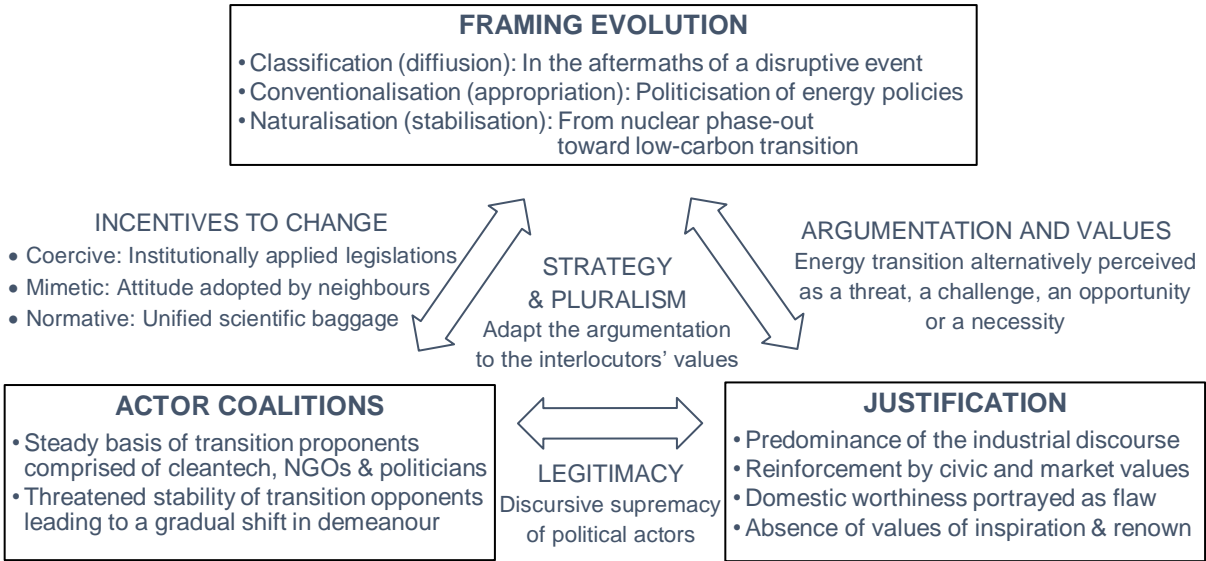 FRAMING EVOLUTION
• Classification (diffiusion): In the aftermaths of a disruptive event
• Conventionalisation (appropriation): Politicisation of energy policies
• Naturalisation (stabilisation): From nuclear phase-out
toward low-carbon transition
INCENTIVES TO CHANGE
• Coercive: Institutionally applied legislations
• Mimetic: Attitude adopted by neighbours
• Normative: Unified scientific baggage
STRATEGY
& PLURALISM
Adapt the argumentation
to the interlocutors’ values
ARGUMENTATION AND VALUES
Energy transition alternatively perceived
as a threat, a challenge, an opportunity
or a necessity
ACTOR COALITIONS
• Steady basis of transition proponents
comprised of cleantech, NGOs & politicians
• Threatened stability of transition opponents
leading to a gradual shift in demeanour
LEGITIMACY
Discursive supremacy
of political actors
JUSTIFICATION
• Predominance of the industrial discourse
• Reinforcement by civic and market values
• Domestic worthiness portrayed as flaw
• Absence of values of inspiration & renown